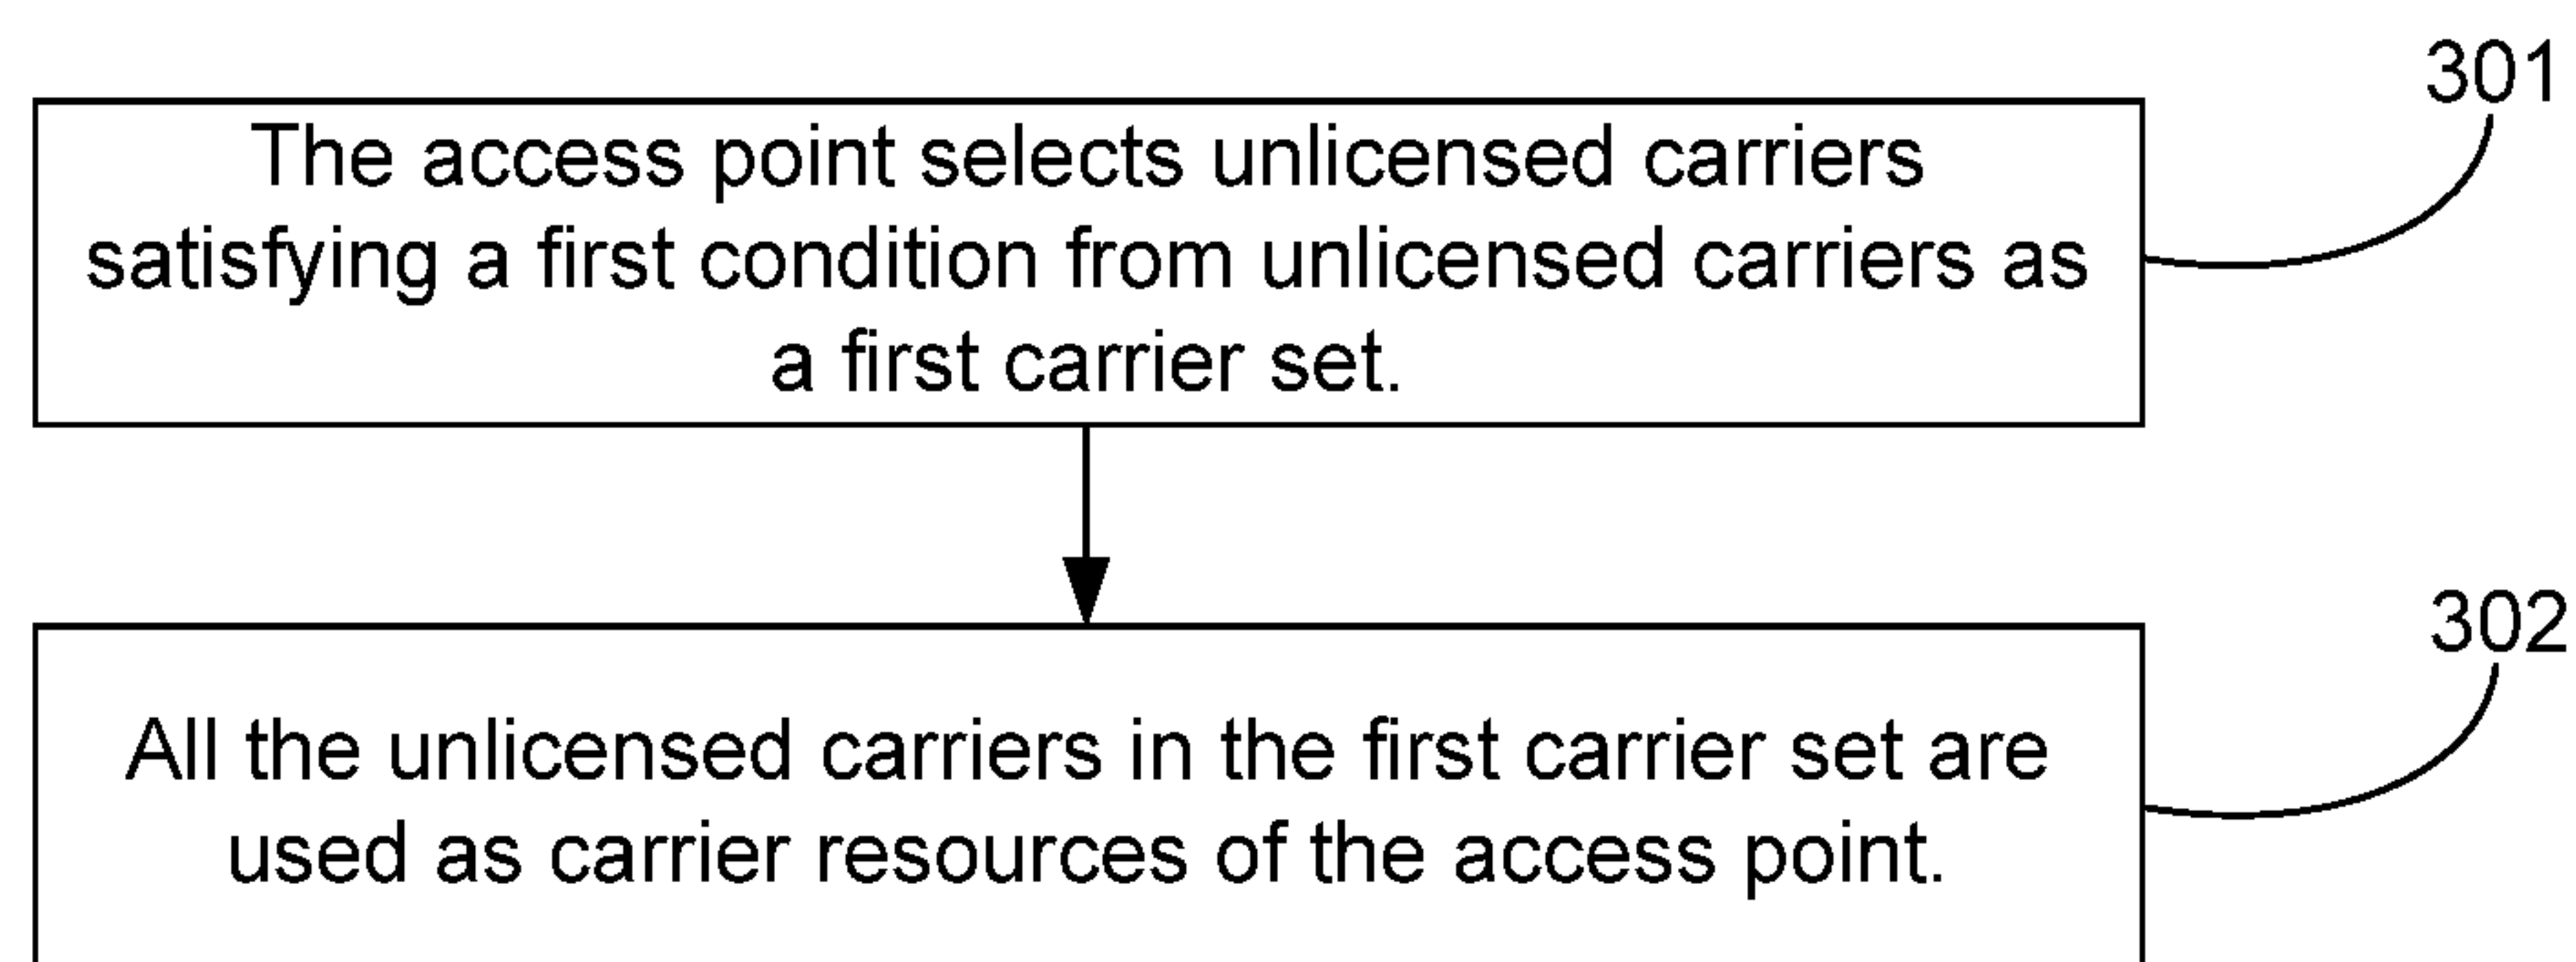 301
The access point selects unlicensed carriers
satisfying a first condition from unlicensed carriers as
a first carrier set.
302
All the unlicensed carriers in the first carrier set are
used as carrier resources of the access point.